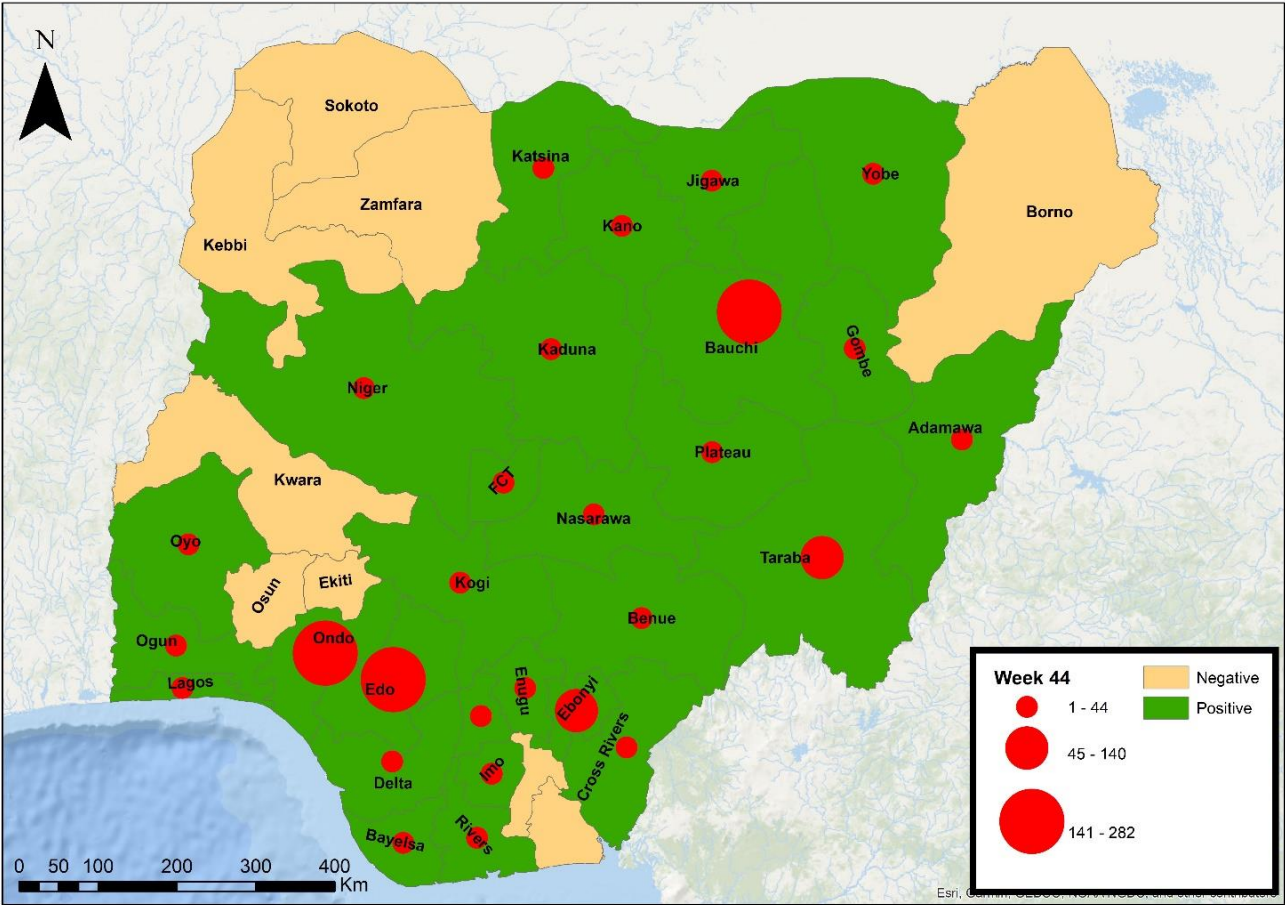 N
Sokoto
Katsina
Jigawa
Yobe
Zamfara
Borno
Kano
Kebbi
Kaduna
Bauchi
Gombe
Niger
Adamawa
Plateau
Kwara
FCT
Nasarawa
Oyo
Taraba
Osun
Ekiti
Kogi
Benue
Ogun
Ondo
Lagos
Edo
Enugu
Ebonyi
Cross Rivers
Delta
Imo
Bayelsa
Rivers
0 50 100 200 300 400
Km
Week 44
1 - 44
45 - 140
141 - 282
Negative
Positive
Esri,